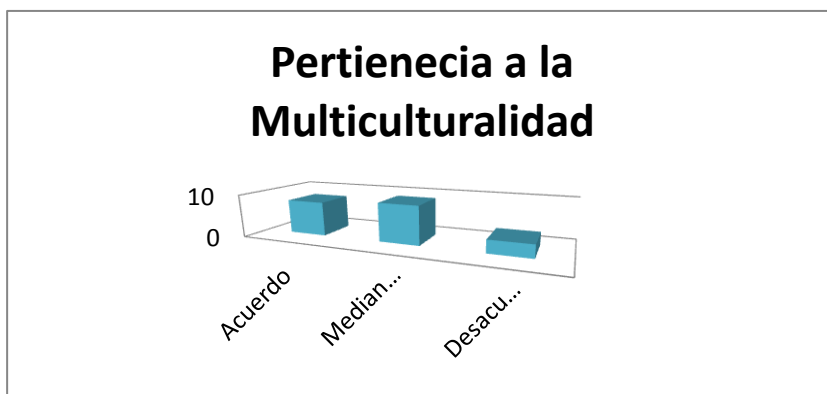 Pertienecia a la
Multiculturalidad
10
0
Acuerdo
Median...
Desacu...